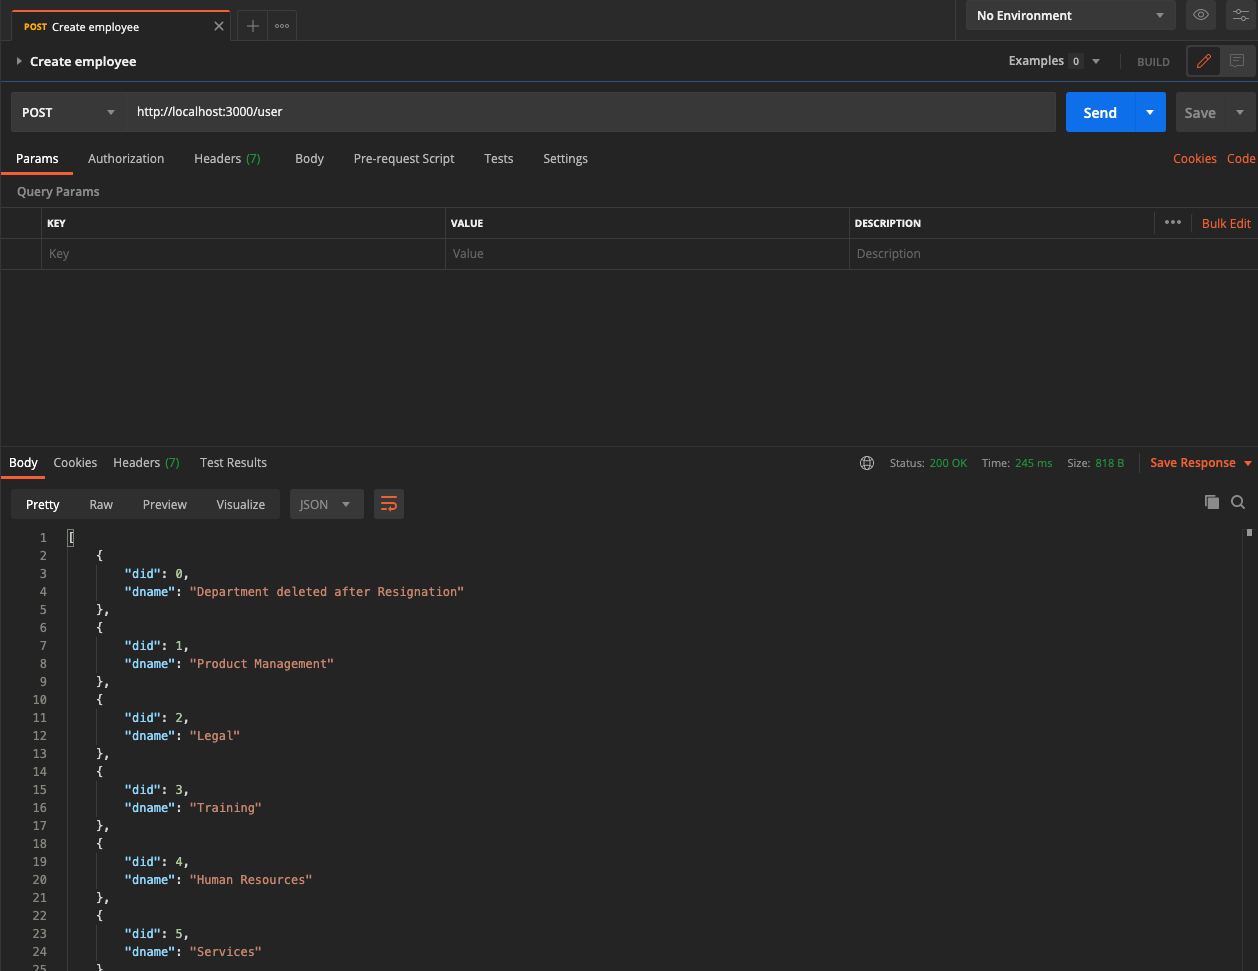 POST Create employee
No Environment
Create employee
Examples 0
BUILD
POST
http://localhost:3000/user
Send
Save
Params Authorization Headers (7) Body Pre-request Script Tests Settings
Cookies Code
Query Params
KEY VALUE DESCRIPTION
Bulk Edit
Key Value Description
Body Cookies Headers (7) Test Results
Status: 200 OK Time: 245 ms Size: 818 B
Save Response
Pretty Raw Preview Visualize JSON
1 [
2 {
3 "did": 0,
4 "dname": "Department deleted after Resignation"
5 },
6 {
7 "did": 1,
8 "dname": "Product Management"
9 },
10 {
11 "did": 2,
12 "dname": "Legal"
13 },
14 {
15 "did": 3,
16 "dname": "Training"
17 },
18 {
19 "did": 4,
20 "dname": "Human Resources"
21 },
22 {
23 "did": 5,
24 "dname": "Services"
25 }